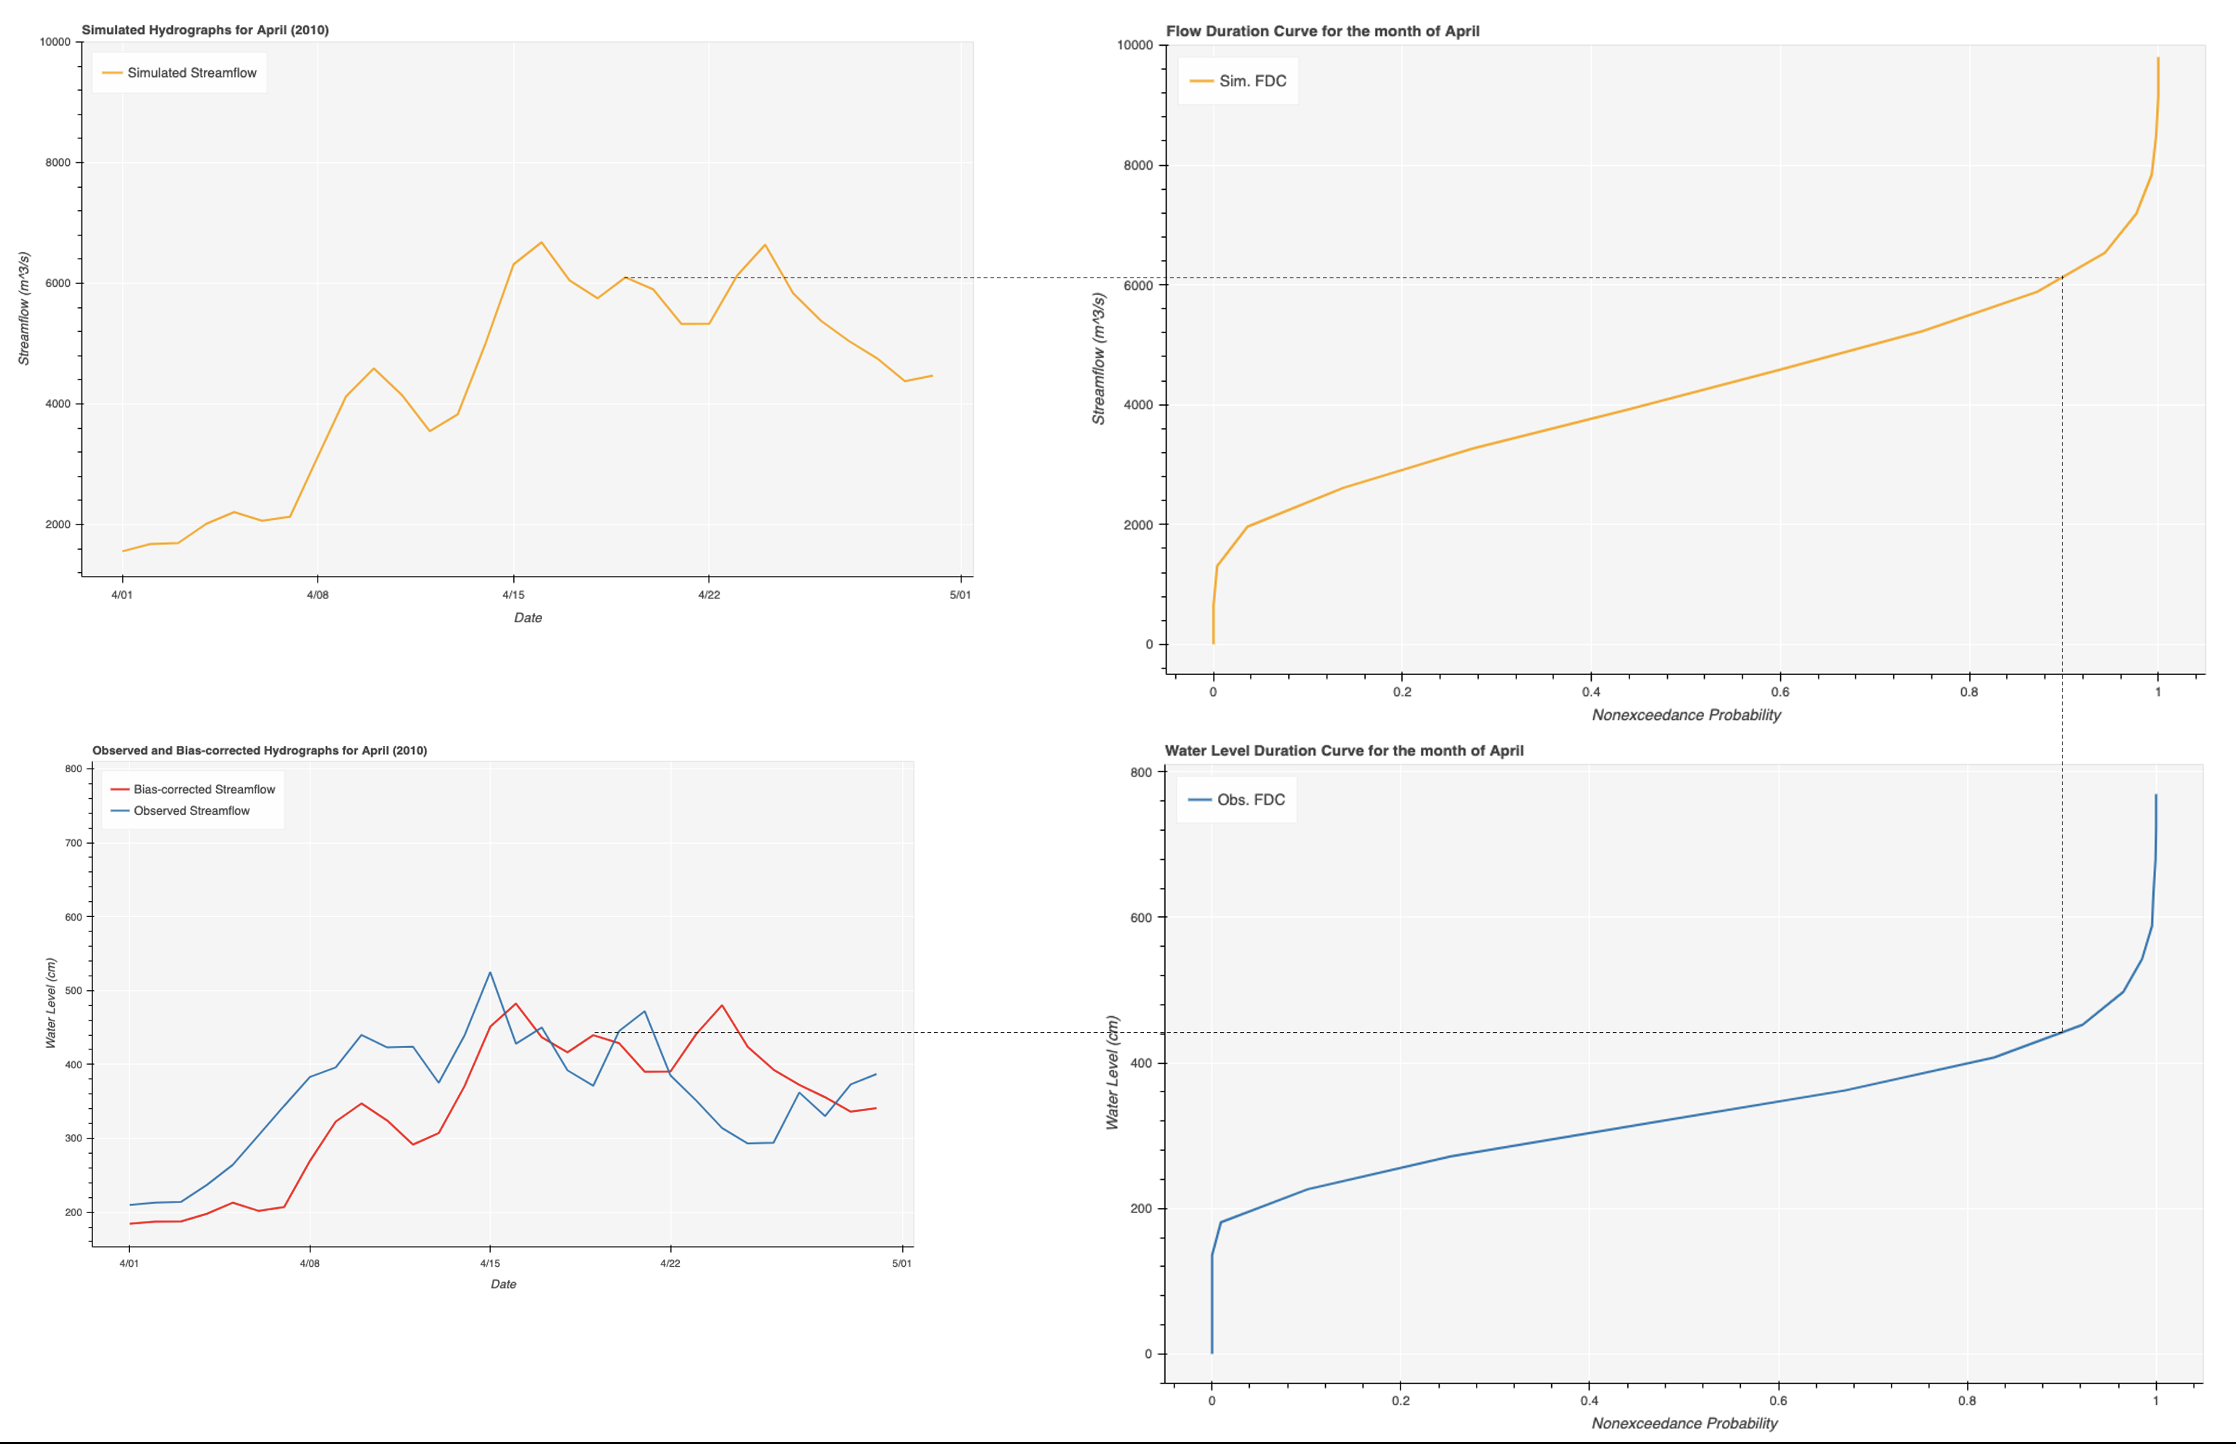 Simulated Hydrographs for April (2010)
Simulated Streamflow
10000
8000
6000
4000
2000
Streamflow (m^3/s)
4/01
4/08
4/15
4/22
5/01
Date
Flow Duration Curve for the month of April
Sim. FDC
10000
8000
6000
4000
2000
0
Streamflow (m^3/s)
0
0.2
0.4
0.6
0.8
1
Nonexceedance Probability
Observed and Bias-corrected Hydrographs for April (2010)
Bias-corrected Streamflow
Observed Streamflow
800
700
600
500
400
300
200
Water Level (cm)
4/01
4/08
4/15
4/22
5/01
Date
Water Level Duration Curve for the month of April
Obs. FDC
800
600
400
200
0
Water Level (cm)
0
0.2
0.4
0.6
0.8
1
Nonexceedance Probability